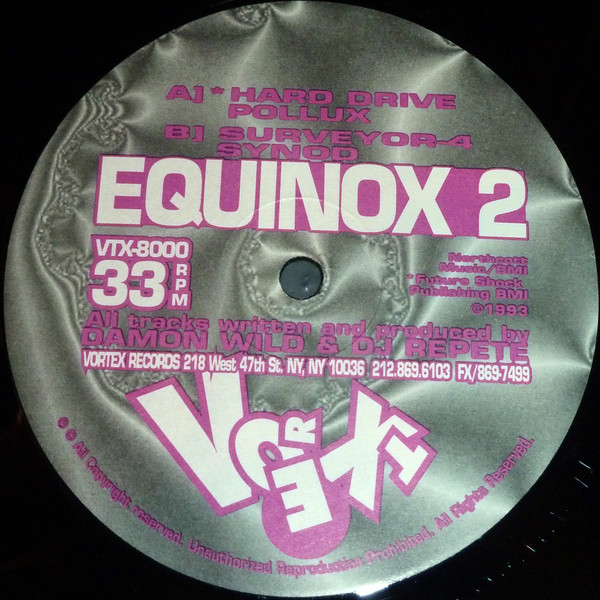 A] * HARD DRIVE
POLLUX
B] SURVEYOR-4
SYNOD
EQUINOX 2
VTX-8000
33 RPM
Northcott
Music/BMI
*Future Shock
Publishing BMI
©1993
All tracks written and produced by
DAMON WILD & DJ REPETE
VORTEX RECORDS 218 West 47th St. NY, NY 10036 212.869.6103 FX/869-7499
VORTEX
℗ © All Copyright reserved. Unauthorized Reproduction Prohibited. All Rights Reserved.